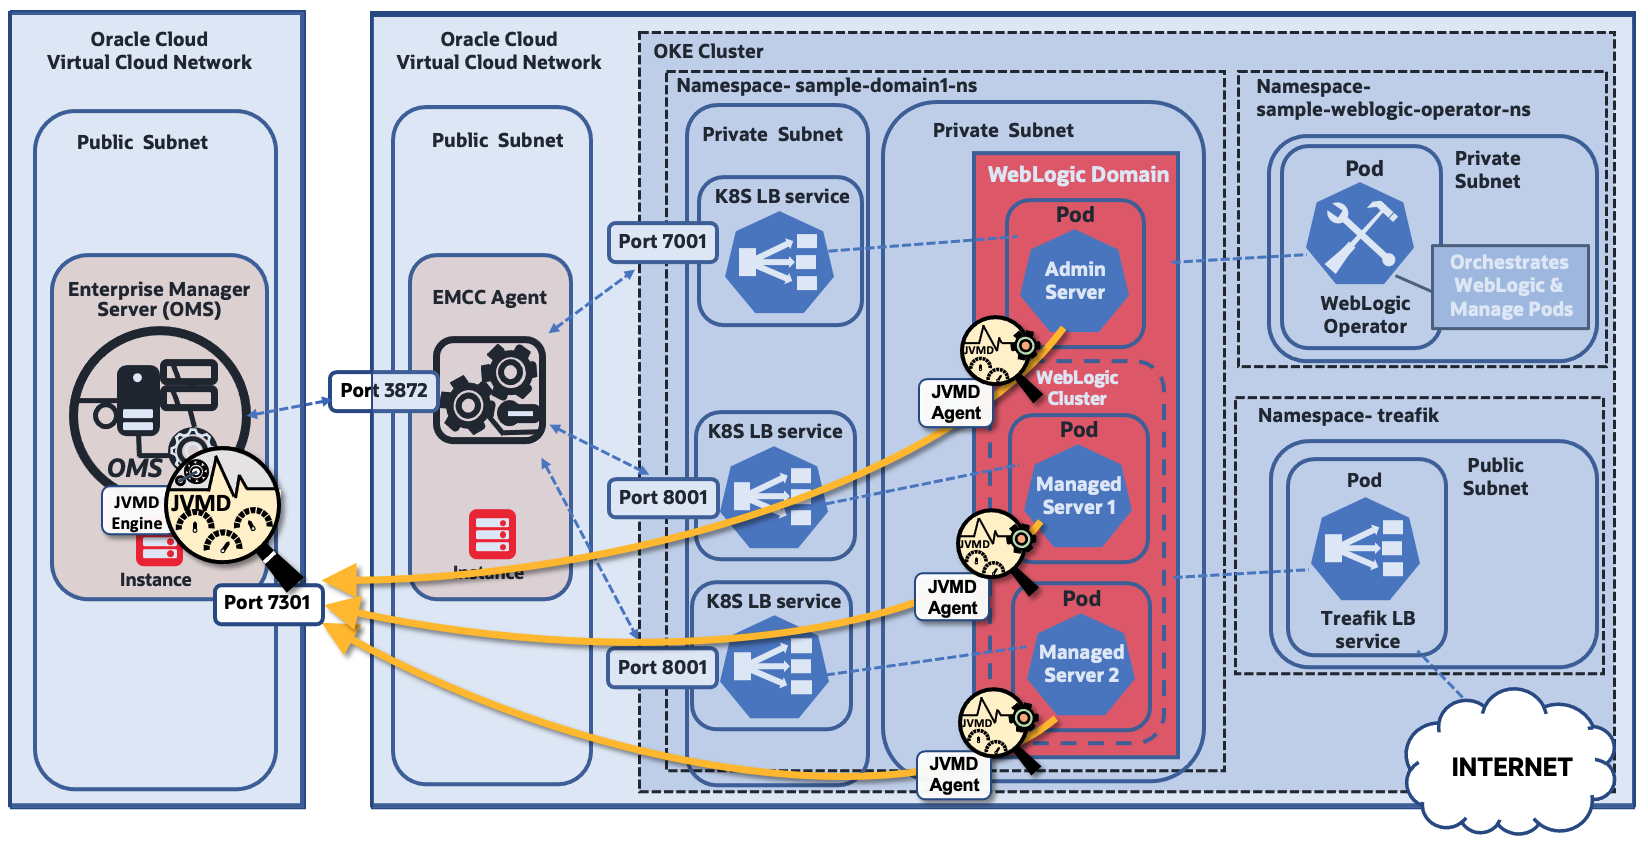 Oracle Cloud
Virtual Cloud Network
Public Subnet
Enterprise Manager
Server (OMS)
OMS
JVMD
JVMD
Engine
Instance
Port 7301
Oracle Cloud
Virtual Cloud Network
Public Subnet
EMCC Agent
Port 3872
Instance
OKE Cluster
Namespace- sample-domain1-ns
Private Subnet
K8S LB service
Port 7001
K8S LB service
Port 8001
K8S LB service
Port 8001
Private Subnet
WebLogic Domain
Pod
Admin
Server
JVMD
JVMD
Agent
WebLogic
Cluster
Pod
Managed
Server 1
JVMD
JVMD
Agent
Pod
Managed
Server 2
JVMD
JVMD
Agent
Namespace-
sample-weblogic-operator-ns
Private
Subnet
Pod
WebLogic
Operator
Orchestrates
WebLogic &
Manage Pods
Namespace- treafik
Public
Subnet
Pod
Treafik LB
service
INTERNET